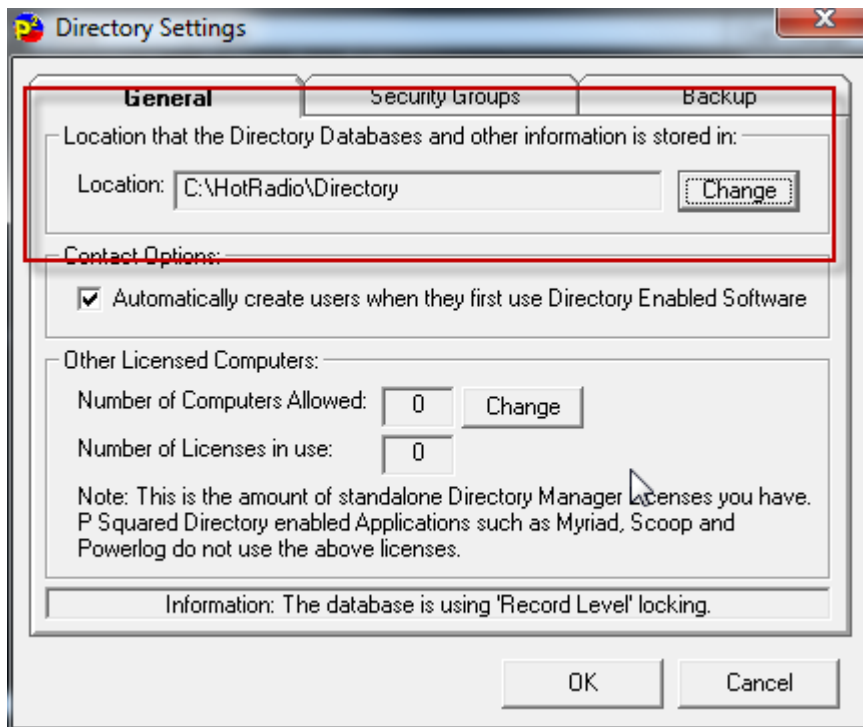 Directory Settings
General Security Groups Backup
Location that the Directory Databases and other information is stored in:
Location: C:\HotRadio\Directory Change
Contact Options:
Automatically create users when they first use Directory Enabled Software
Other Licensed Computers:
Number of Computers Allowed: 0 Change
Number of Licenses in use: 0
Note: This is the amount of standalone Directory Manager Licenses you have.
P Squared Directory enabled Applications such as Myriad, Scoop and
Powerlog do not use the above licenses.
Information: The database is using 'Record Level' locking.
OK Cancel